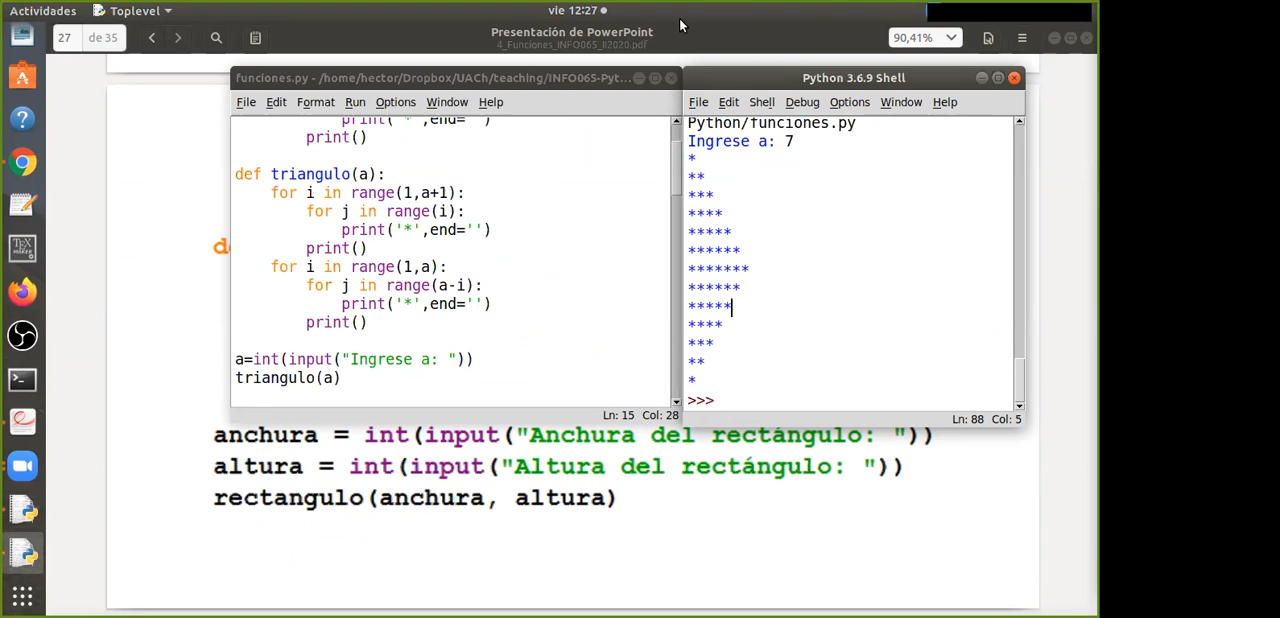 Actividades
Toplevel
vie 12:27
27 de 35
Presentación de PowerPoint
4_Funciones_INFO065_II2020.pdf
90,41%
funciones.py - /home/hector/Dropbox/UACh/teaching/INFO065-Pyt...
File Edit Format Run Options Window Help
print('*',end='')
print()
def triangulo(a):
for i in range(1,a+1):
for j in range(i):
print('*',end='')
print()
for i in range(1,a):
for j in range(a-i):
print('*',end='')
print()
a=int(input("Ingrese a: "))
triangulo(a)
Ln: 15 Col: 28
Python 3.6.9 Shell
File Edit Shell Debug Options Window Help
Python/funciones.py
Ingrese a: 7
*
**
***
****
*****
******
*******
******
*****
****
***
**
*
>>>
Ln: 88 Col: 5
anchura = int(input("Anchura del rectángulo: "))
altura = int(input("Altura del rectángulo: "))
rectangulo(anchura, altura)
TEX
MAKER